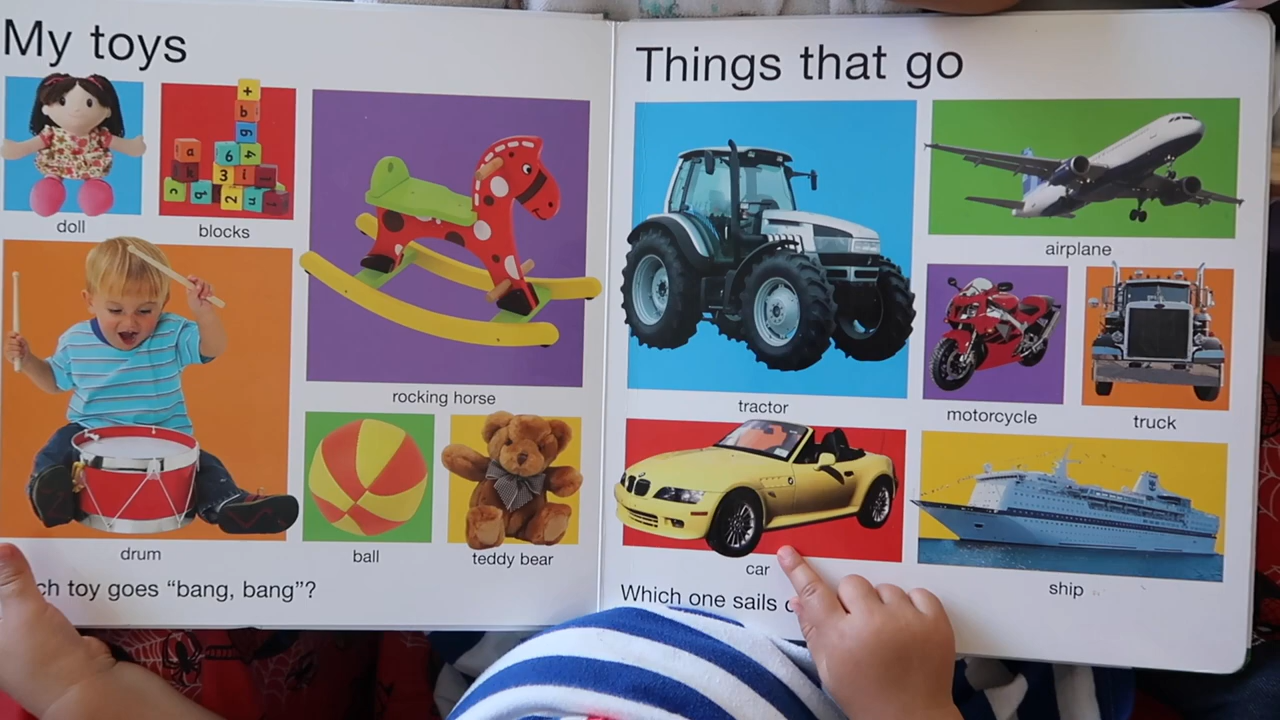 My toys
doll
blocks
rocking horse
drum
ball
teddy bear
toy goes “bang, bang”?
Things that go
tractor
airplane
motorcycle
truck
car
ship
Which one sails